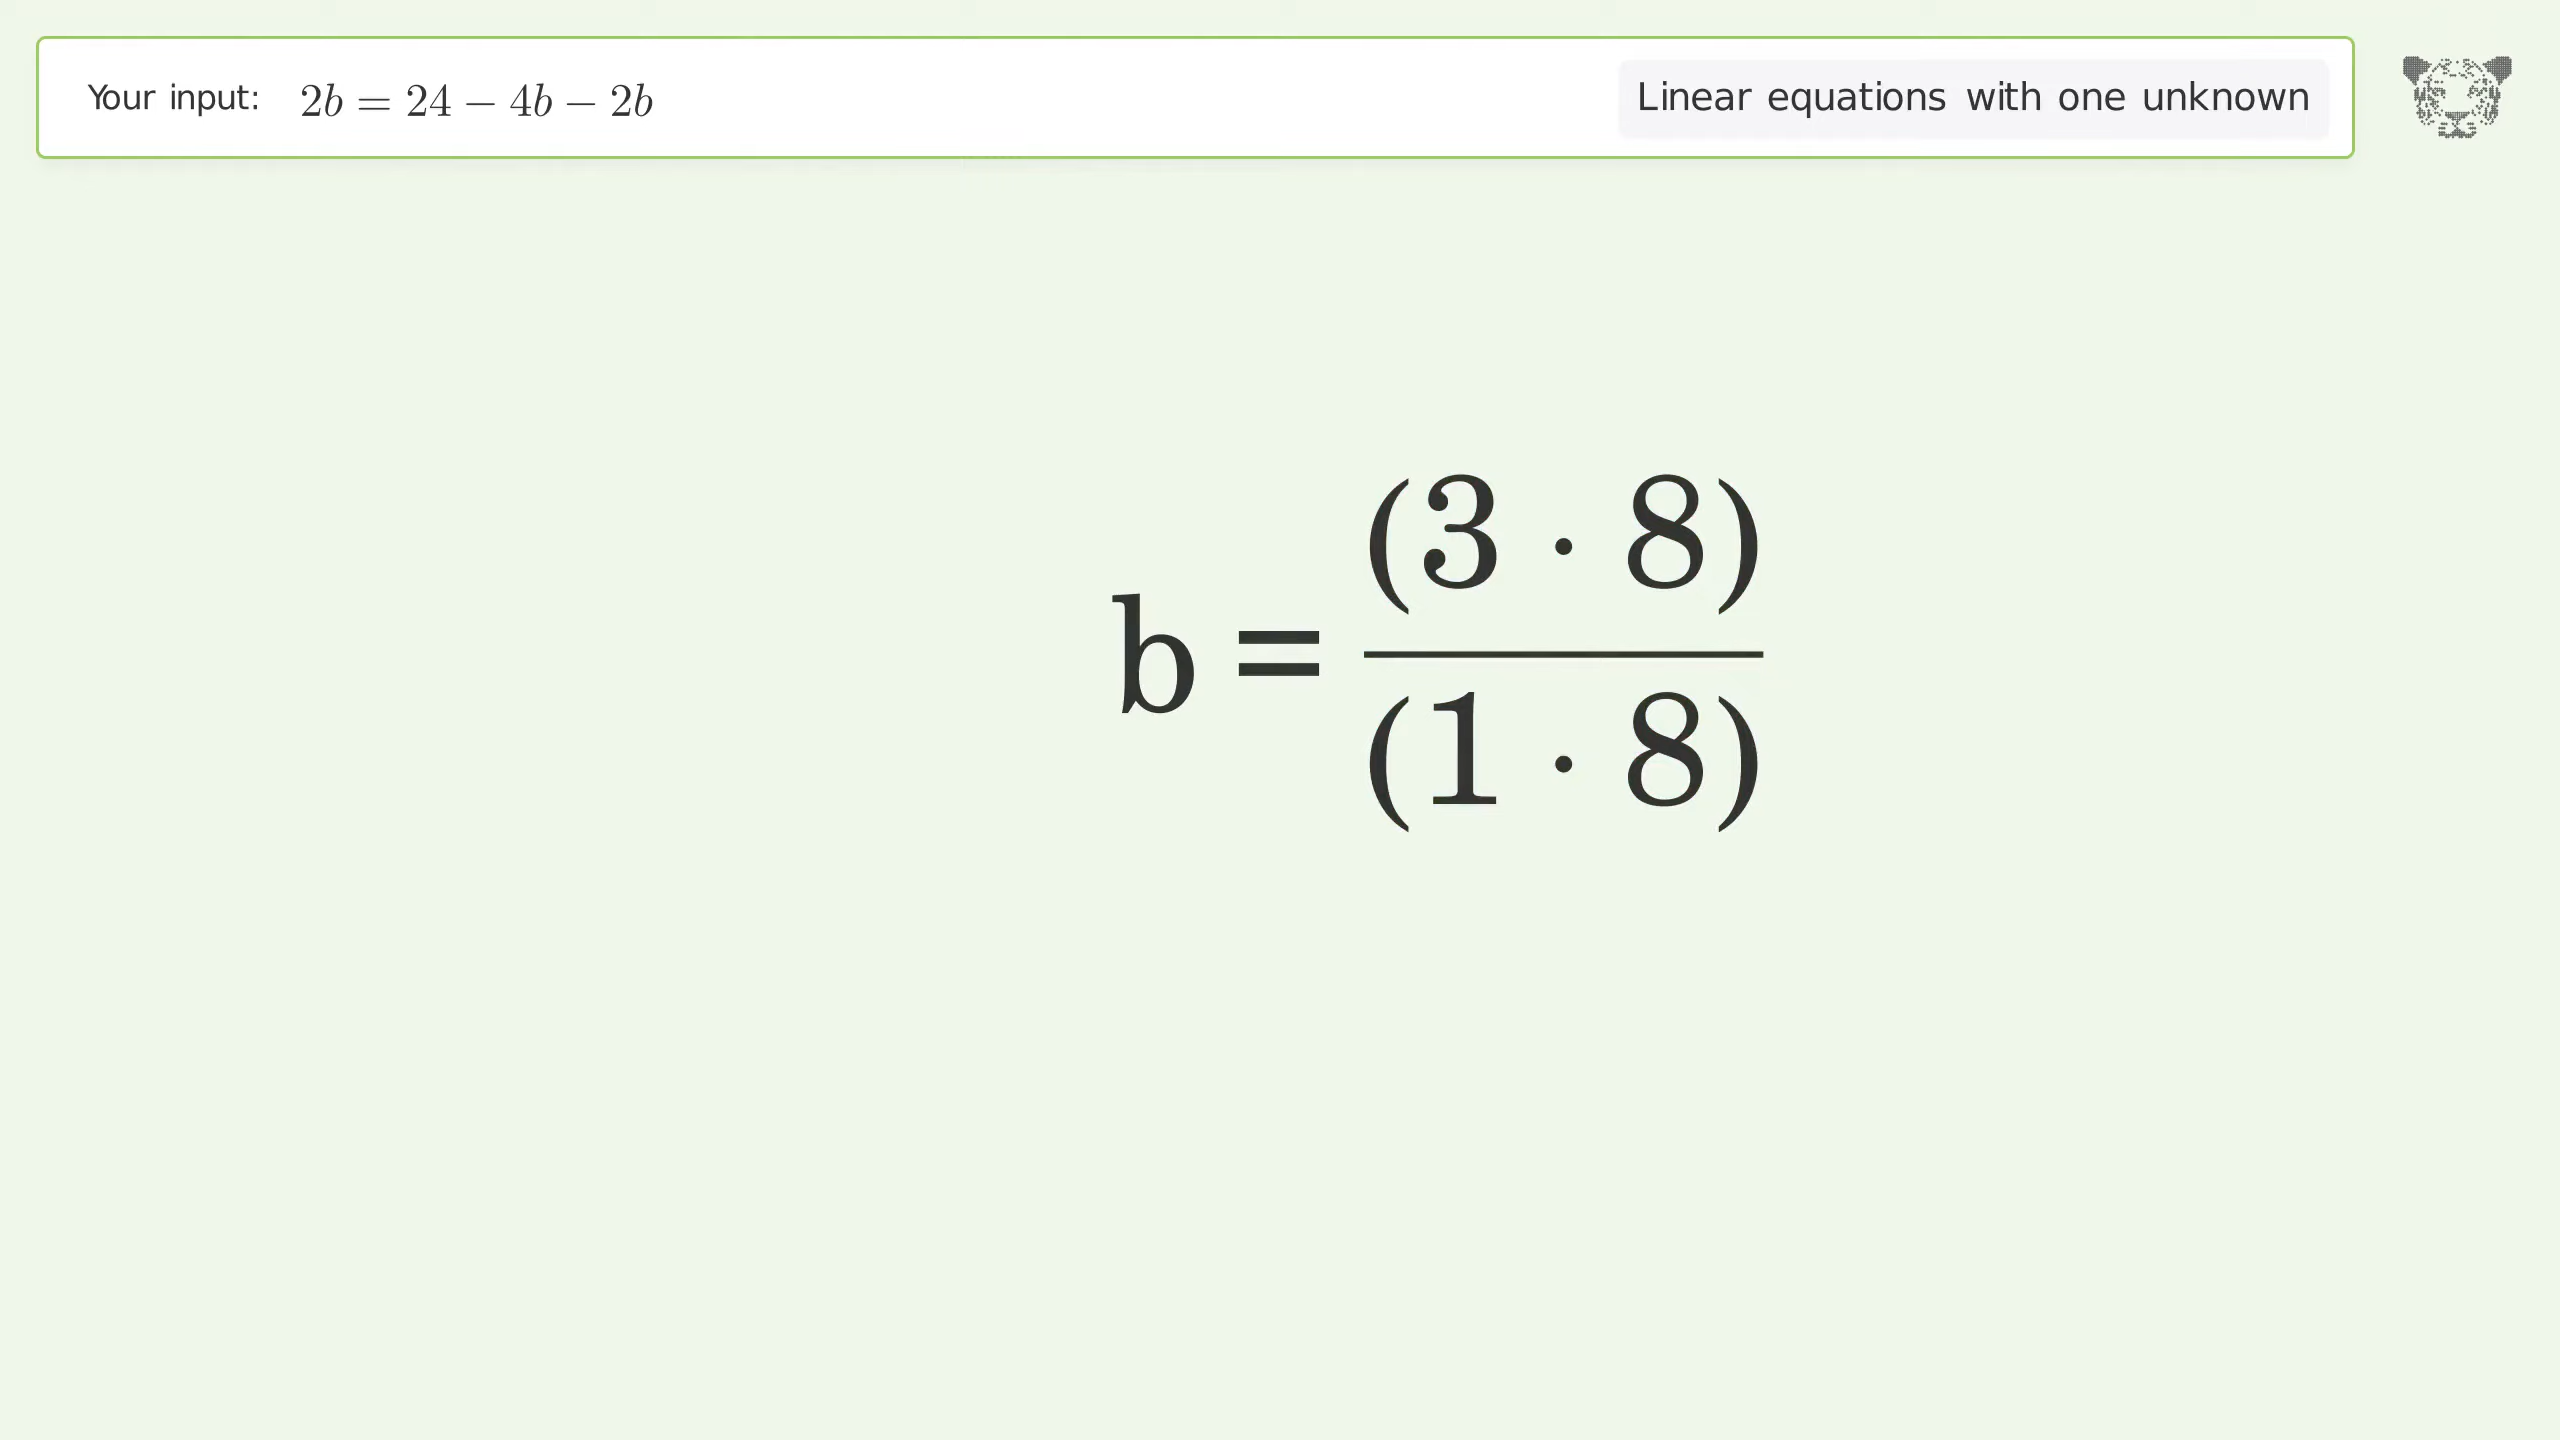 Your input: 2b = 24 − 4b − 2b
Linear equations with one unknown
b = (3 · 8) / (1 · 8)